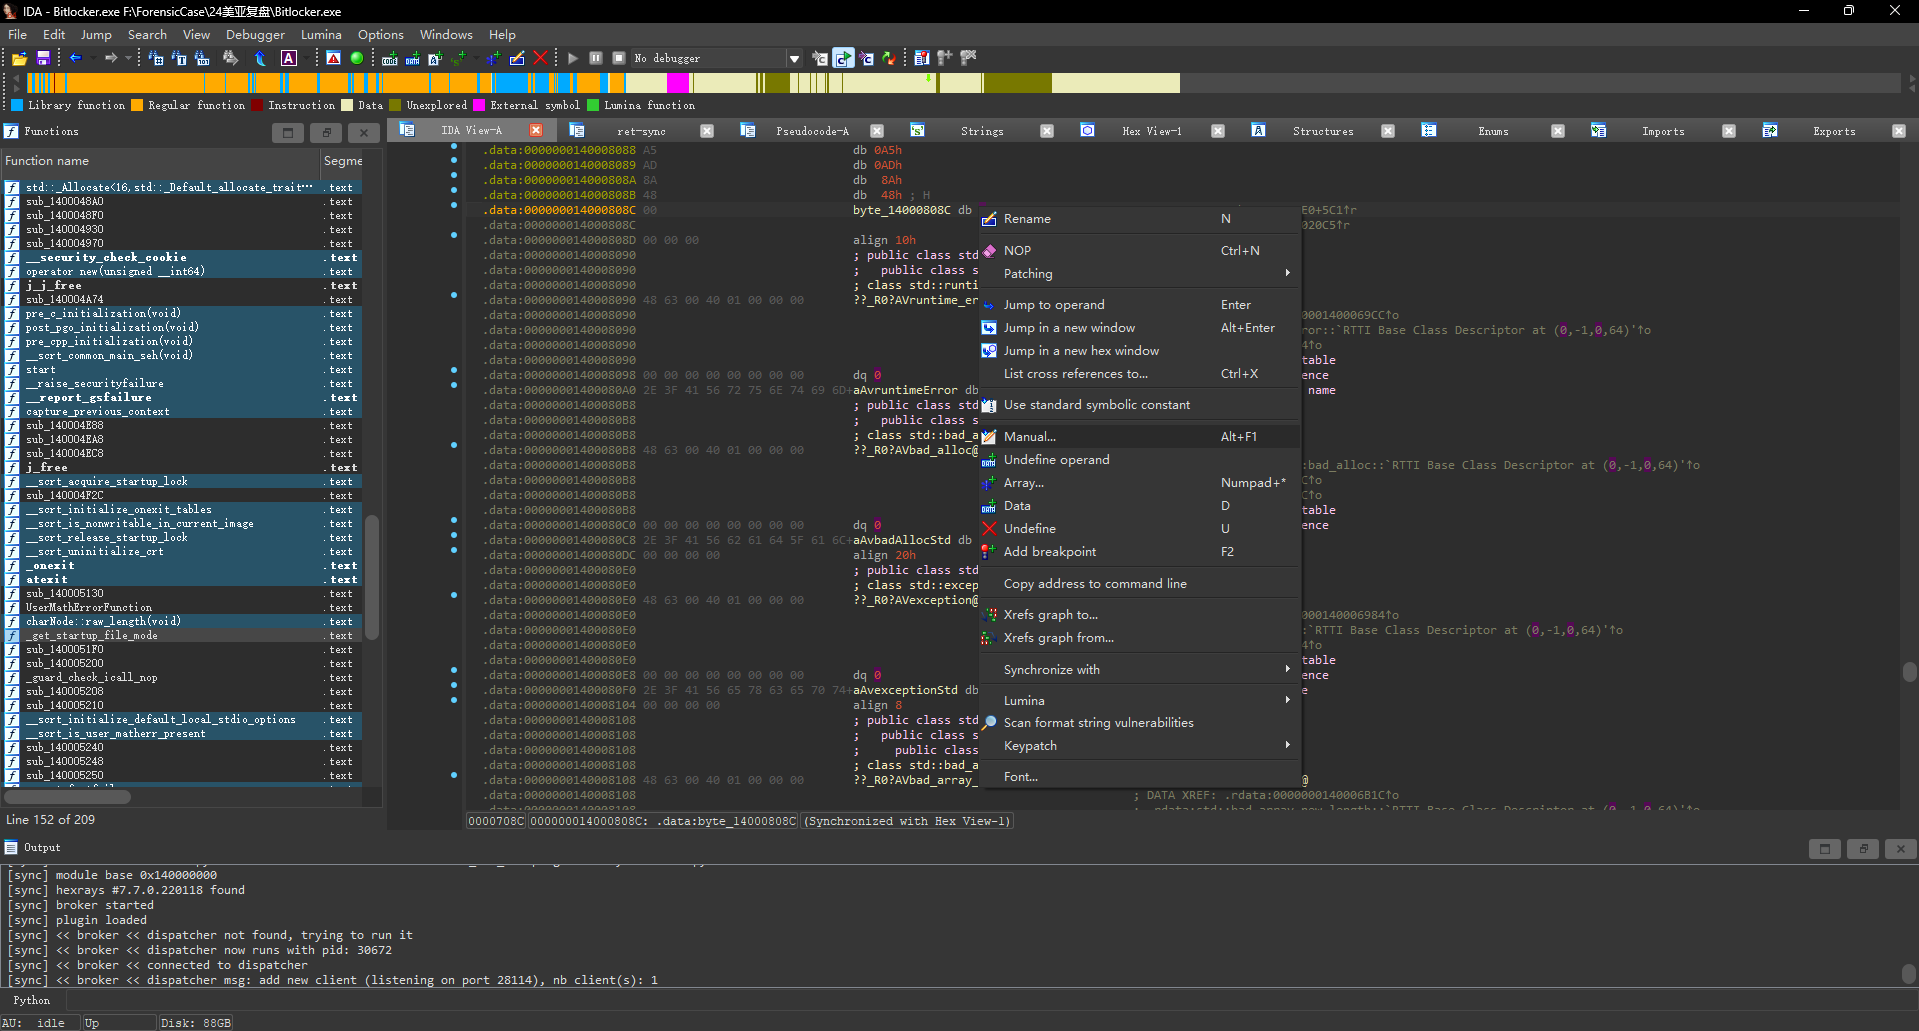 IDA - Bitlocker.exe F:\ForensicCase\24美亚复盘\Bitlocker.exe
File Edit Jump Search View Debugger Lumina Options Windows Help
No debugger
Library function Regular function Instruction Data Unexplored External symbol Lumina function
Functions
IDA View-A ret-sync Pseudocode-A Strings Hex View-1 Structures Enums Imports Exports
Function name Segme
std::_Allocate<16,std::_Default_allocate_trait··· .text
sub_1400048A0 .text
sub_1400048F0 .text
sub_140004930 .text
sub_140004970 .text
__security_check_cookie .text
operator new(unsigned __int64) .text
j_j_free .text
sub_140004A74 .text
pre_c_initialization(void) .text
post_pgo_initialization(void) .text
pre_cpp_initialization(void) .text
__scrt_common_main_seh(void) .text
start .text
__raise_securityfailure .text
__report_gsfailure .text
capture_previous_context .text
sub_140004E88 .text
sub_140004EA8 .text
sub_140004EC8 .text
j_free .text
__scrt_acquire_startup_lock .text
sub_140004F2C .text
__scrt_initialize_onexit_tables .text
__scrt_is_nonwritable_in_current_image .text
__scrt_release_startup_lock .text
__scrt_uninitialize_crt .text
_onexit .text
atexit .text
sub_140005130 .text
UserMathErrorFunction .text
charNode::raw_length(void) .text
_get_startup_file_mode .text
sub_1400051F0 .text
sub_140005200 .text
_guard_check_icall_nop .text
sub_140005208 .text
sub_140005210 .text
__scrt_initialize_default_local_stdio_options .text
__scrt_is_user_matherr_present .text
sub_140005240 .text
sub_140005248 .text
sub_140005250 .text
Line 152 of 209
.data:0000000140008088 A5 db 0A5h
.data:0000000140008089 AD db 0ADh
.data:000000014000808A 8A db 8Ah
.data:000000014000808B 48 db 48h ; H
.data:000000014000808C 00 byte_14000808C db E0+5C1↑r
.data:000000014000808C 020C5↑r
.data:000000014000808D 00 00 00 align 10h
.data:0000000140008090 ; public class std
.data:0000000140008090 ; public class s
.data:0000000140008090 ; class std::runti
.data:0000000140008090 48 63 00 40 01 00 00 00 ??_R0?AVruntime_er
.data:0000000140008090 0001400069CC↑o
.data:0000000140008090 ror::`RTTI Base Class Descriptor at (0,-1,0,64)'↑o
.data:0000000140008090 4↑o
.data:0000000140008090 table
.data:0000000140008098 00 00 00 00 00 00 00 00 dq 0 ence
.data:00000001400080A0 2E 3F 41 56 72 75 6E 74 69 6D+aAvruntimeError db name
.data:00000001400080B8 ; public class std
.data:00000001400080B8 ; public class s
.data:00000001400080B8 ; class std::bad_a
.data:00000001400080B8 48 63 00 40 01 00 00 00 ??_R0?AVbad_alloc@
.data:00000001400080B8 :bad_alloc::`RTTI Base Class Descriptor at (0,-1,0,64)'↑o
.data:00000001400080B8 C↑o
.data:00000001400080B8 C↑o
.data:00000001400080B8 table
.data:00000001400080C0 00 00 00 00 00 00 00 00 dq 0 ence
.data:00000001400080C8 2E 3F 41 56 62 61 64 5F 61 6C+aAvbadAllocStd db
.data:00000001400080DC 00 00 00 00 align 20h
.data:00000001400080E0 ; public class std
.data:00000001400080E0 ; class std::excep
.data:00000001400080E0 48 63 00 40 01 00 00 00 ??_R0?AVexception@
.data:00000001400080E0 000140006984↑o
.data:00000001400080E0 :`RTTI Base Class Descriptor at (0,-1,0,64)'↑o
.data:00000001400080E0 4↑o
.data:00000001400080E0 table
.data:00000001400080E8 00 00 00 00 00 00 00 00 dq 0 ence
.data:00000001400080F0 2E 3F 41 56 65 78 63 65 70 74+aAvexceptionStd db e
.data:0000000140008104 00 00 00 00 align 8
.data:0000000140008108 ; public class std
.data:0000000140008108 ; public class s
.data:0000000140008108 ; public class
.data:0000000140008108 ; class std::bad_a
.data:0000000140008108 48 63 00 40 01 00 00 00 ??_R0?AVbad_array_ @
.data:0000000140008108 ; DATA XREF: .rdata:0000000140006B1C↑o
Rename N
NOP Ctrl+N
Patching
Jump to operand Enter
Jump in a new window Alt+Enter
Jump in a new hex window
List cross references to... Ctrl+X
Use standard symbolic constant
Manual... Alt+F1
Undefine operand
Array... Numpad+*
Data D
Undefine U
Add breakpoint F2
Copy address to command line
Xrefs graph to...
Xrefs graph from...
Synchronize with
Lumina
Scan format string vulnerabilities
Keypatch
Font...
0000708C 000000014000808C: .data:byte_14000808C (Synchronized with Hex View-1)
Output
[sync] module base 0x140000000
[sync] hexrays #7.7.0.220118 found
[sync] broker started
[sync] plugin loaded
[sync] << broker << dispatcher not found, trying to run it
[sync] << broker << dispatcher now runs with pid: 30672
[sync] << broker << connected to dispatcher
[sync] << broker << dispatcher msg: add new client (listening on port 28114), nb client(s): 1
Python
AU: idle Up Disk: 88GB